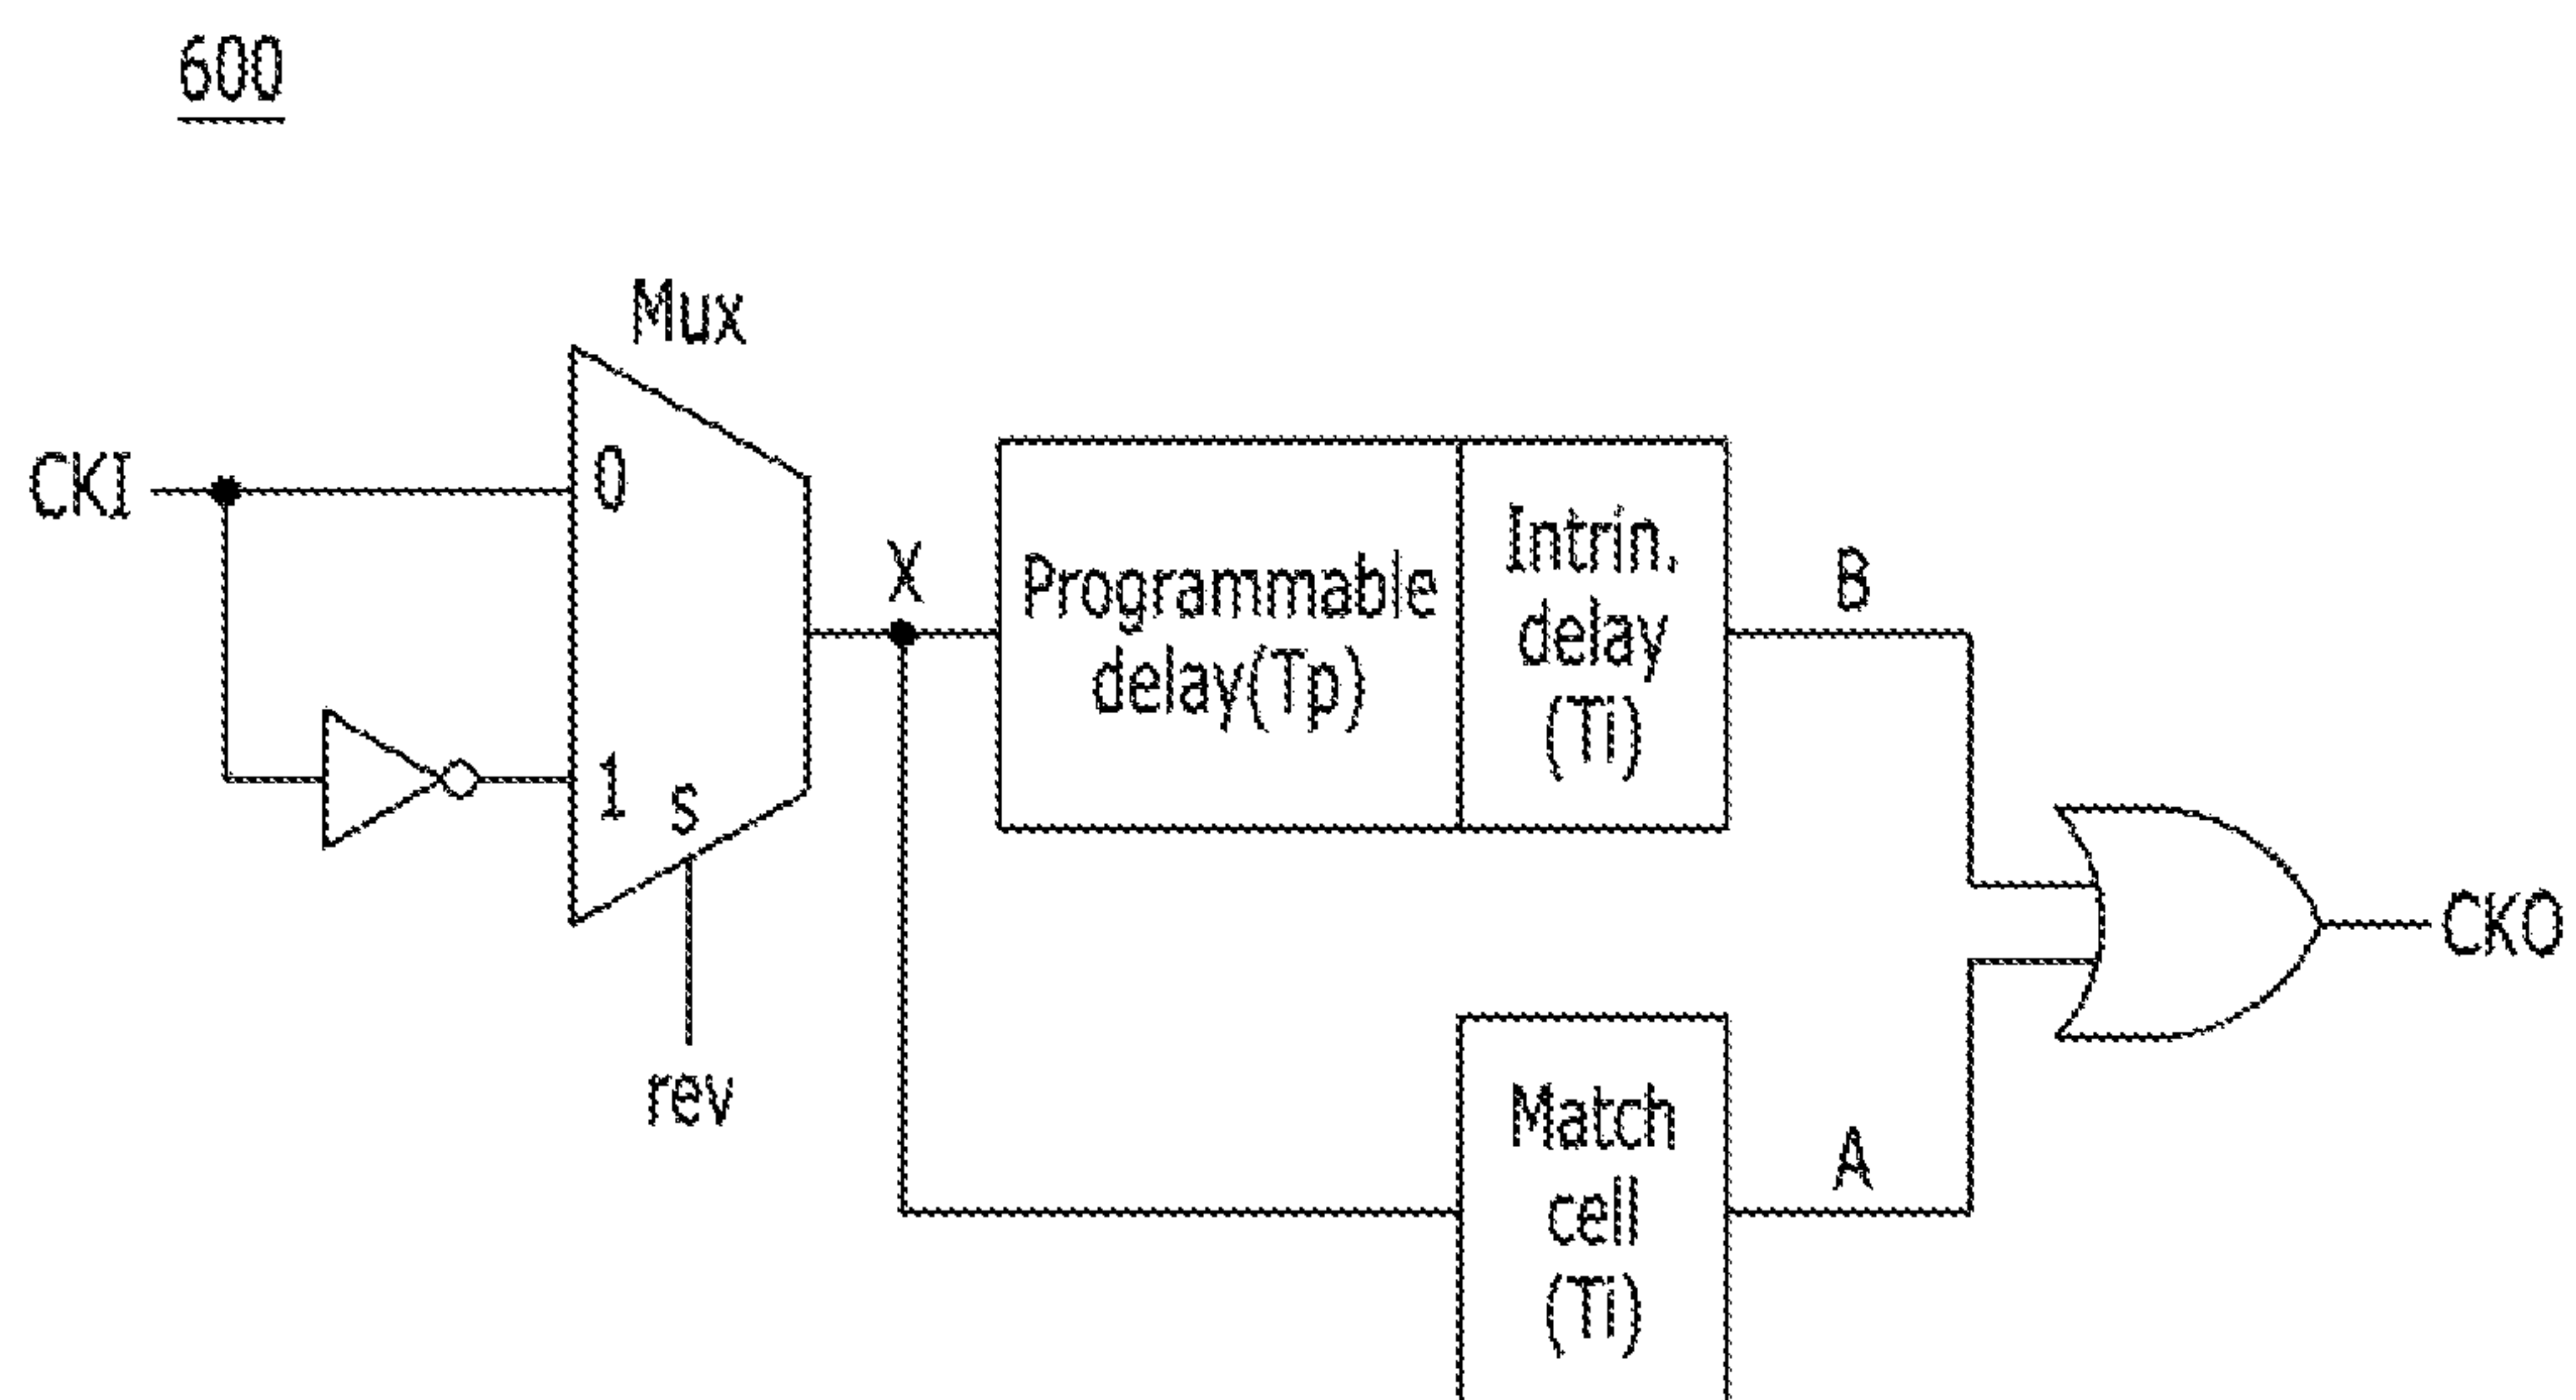 600
Mux
CKI
0
1
S
rev
X
Programmable
delay(Tp)
Intrin.
delay
(Ti)
B
Match
cell
(Ti)
A
CKO